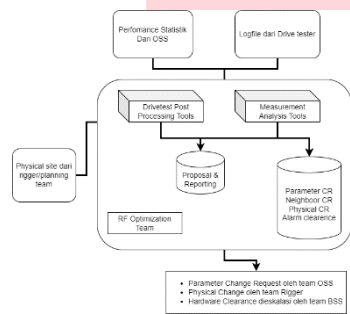 Perfomance Statistik
Dari OSS
Logfile dari Drive tester
Drivetest Post
Processing Tools
Measurement
Analysis Tools
Physical site dari
rigger/planning
team
Proposal &
Reporting
Parameter CR
Neighboor CR
Physical CR
Alarm clearence
RF Optimization
Team
• Parameter Change Request oleh team OSS
• Physical Change oleh team Rigger
• Hardware Clearance dieskalasi oleh team BSS